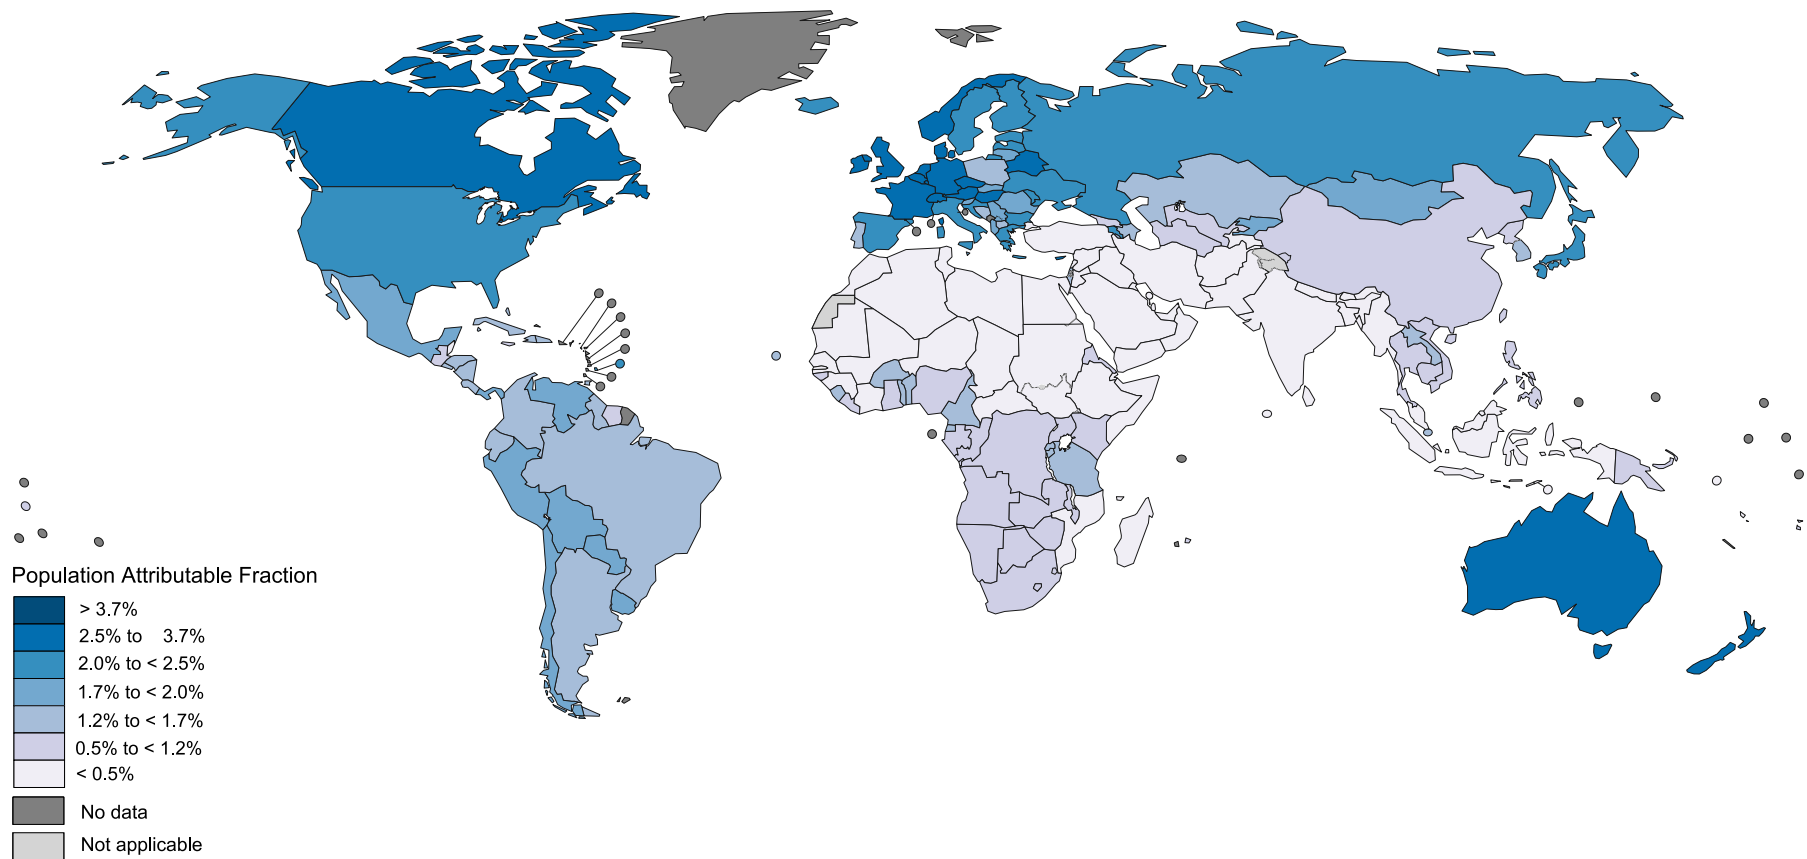 Population Attributable Fraction
> 3.7%
2.5% to 3.7%
2.0% to < 2.5%
1.7% to < 2.0%
1.2% to < 1.7%
0.5% to < 1.2%
< 0.5%
No data
Not applicable